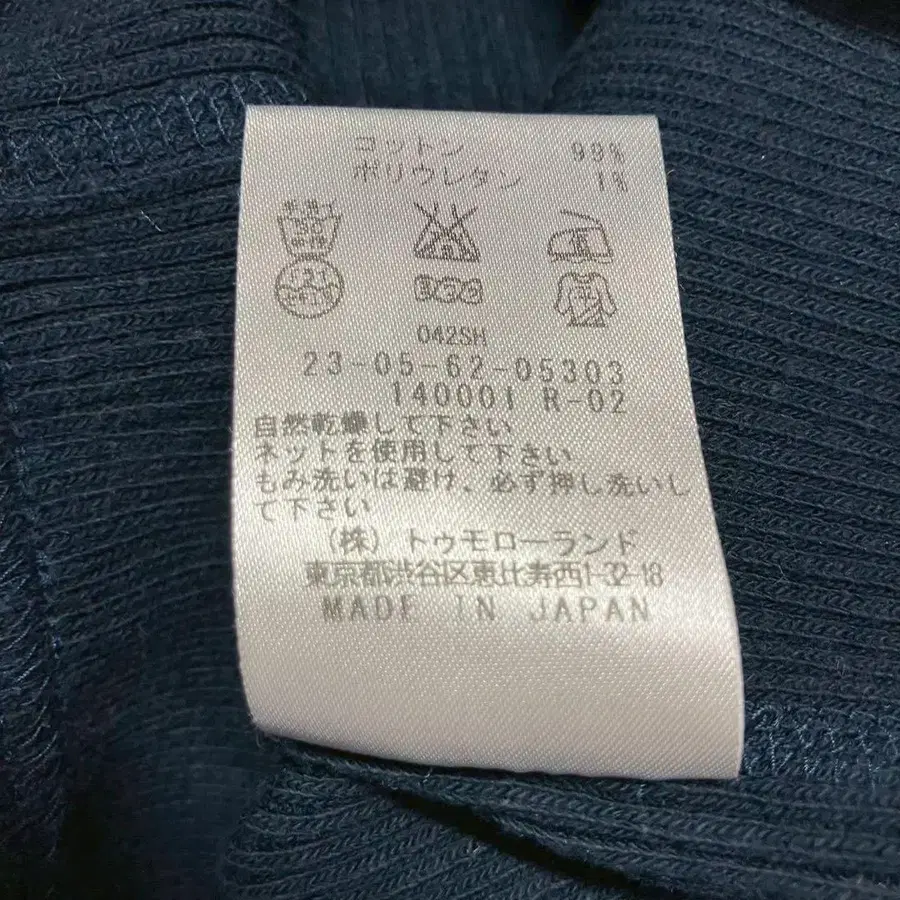 コットン 99%
ポリウレタン 1%
30
中
042SH
23-05-62-05303
140001 R-02
自然乾燥して下さい
ネットを使用して下さい
もみ洗いは避け、必ず押し洗いし
て下さい
(株) トゥモローランド
東京都渋谷区恵比寿西1-32-18
MADE IN JAPAN